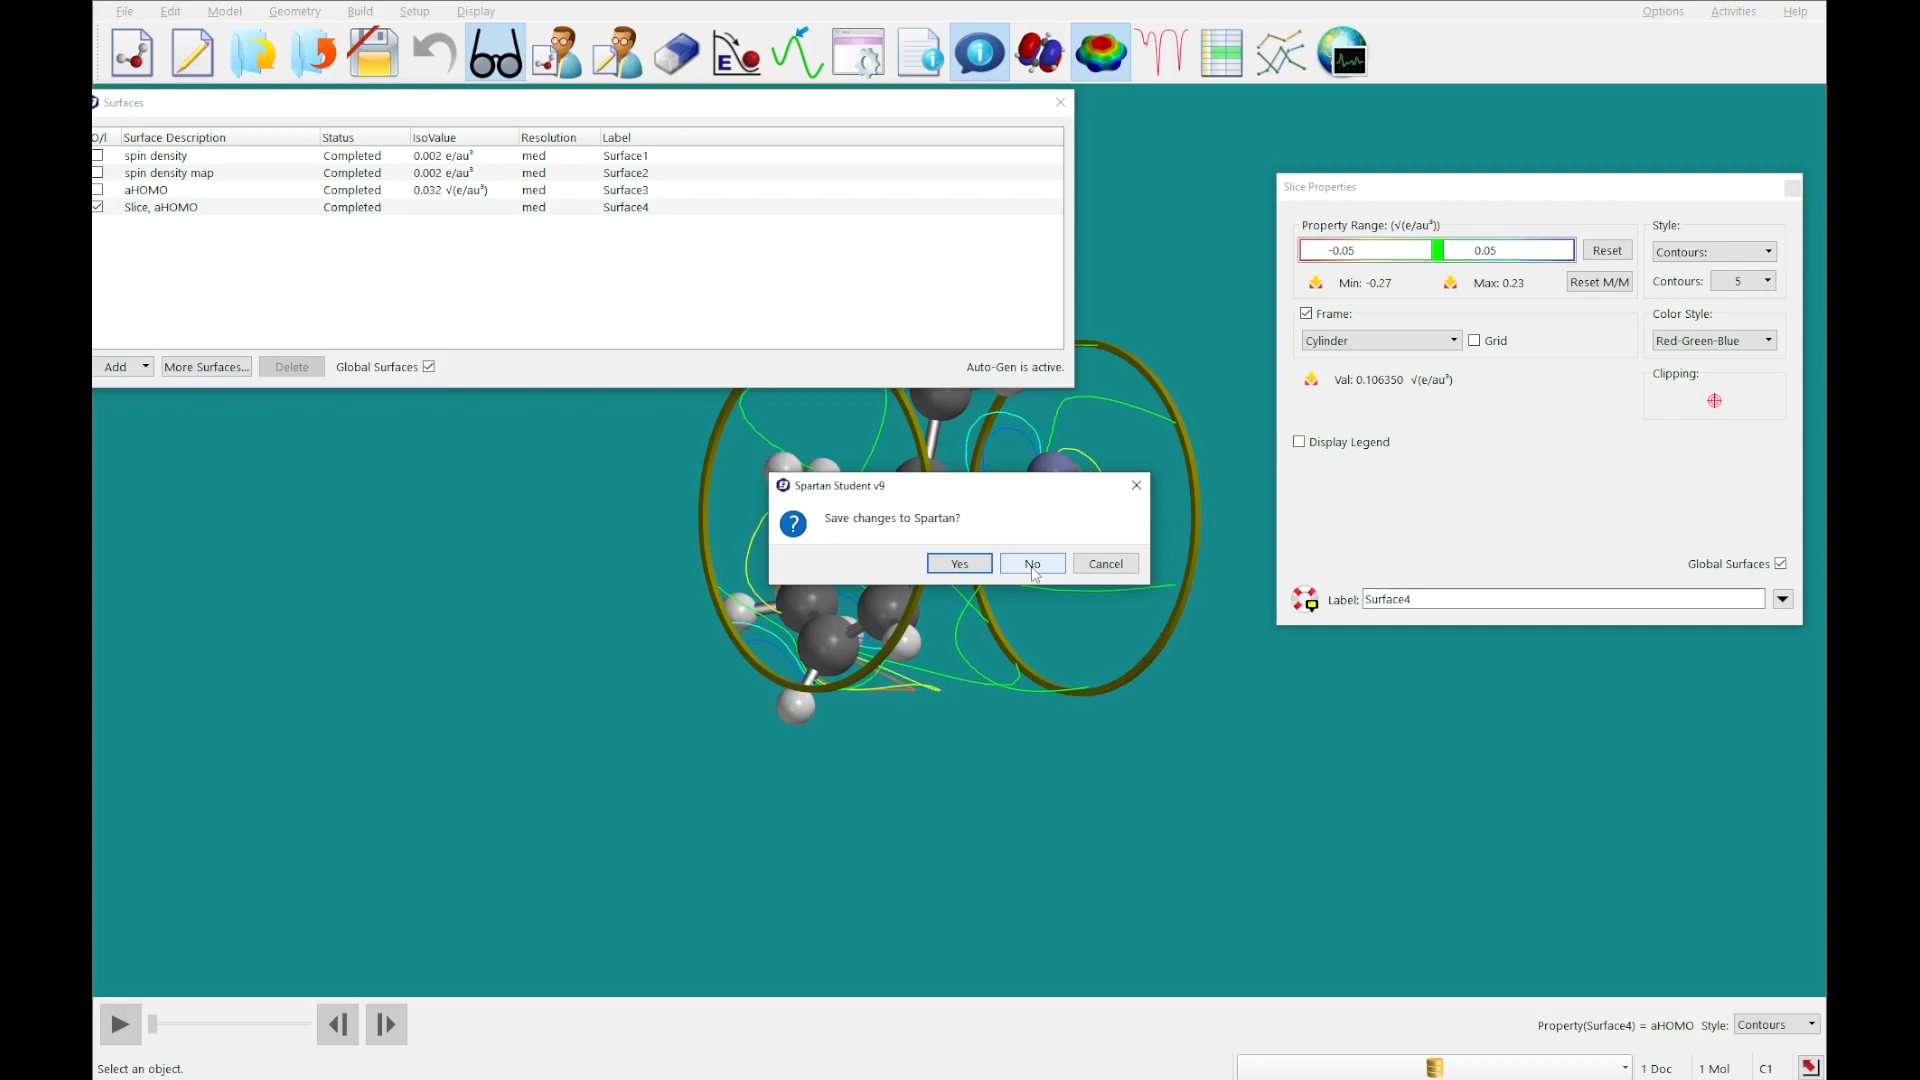 File Edit Model Geometry Build Setup Display Options Activities Help
Surfaces
O/I Surface Description Status IsoValue Resolution Label
spin density Completed 0.002 e/au³ med Surface1
spin density map Completed 0.002 e/au³ med Surface2
aHOMO Completed 0.032 √(e/au³) med Surface3
Slice, aHOMO Completed med Surface4
Add More Surfaces... Delete Global Surfaces Auto-Gen is active.
Slice Properties
Property Range: (√(e/au³)) Style:
-0.05 0.05 Reset Contours:
Min: -0.27 Max: 0.23 Reset M/M Contours: 5
Frame: Color Style:
Cylinder Grid Red-Green-Blue
Val: 0.106350 √(e/au³) Clipping:
Display Legend
Global Surfaces
Label: Surface4
Spartan Student v9
Save changes to Spartan?
Yes No Cancel
Property(Surface4) = aHOMO Style: Contours
Select an object. 1 Doc 1 Mol C1